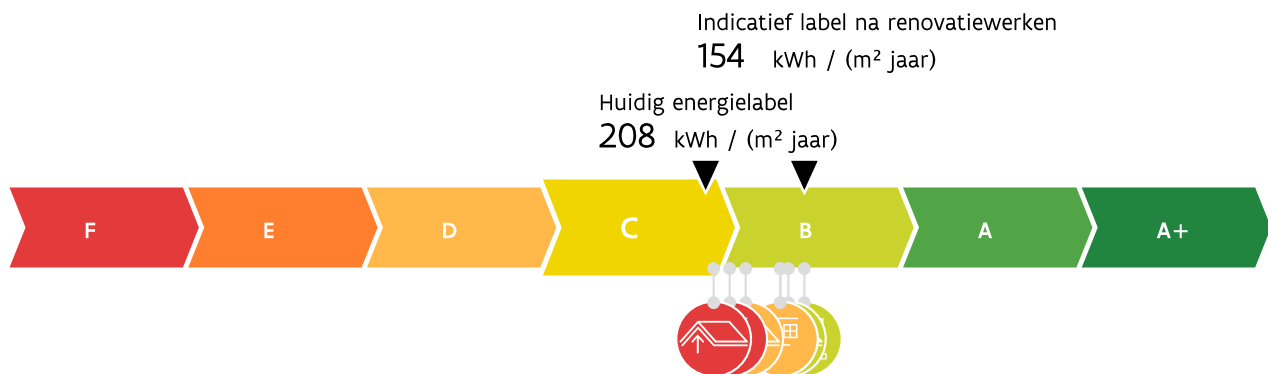 Indicatief label na renovatiewerken
154 kWh / (m² jaar)
Huidig energielabel
208 kWh / (m² jaar)
F E D C B A A+